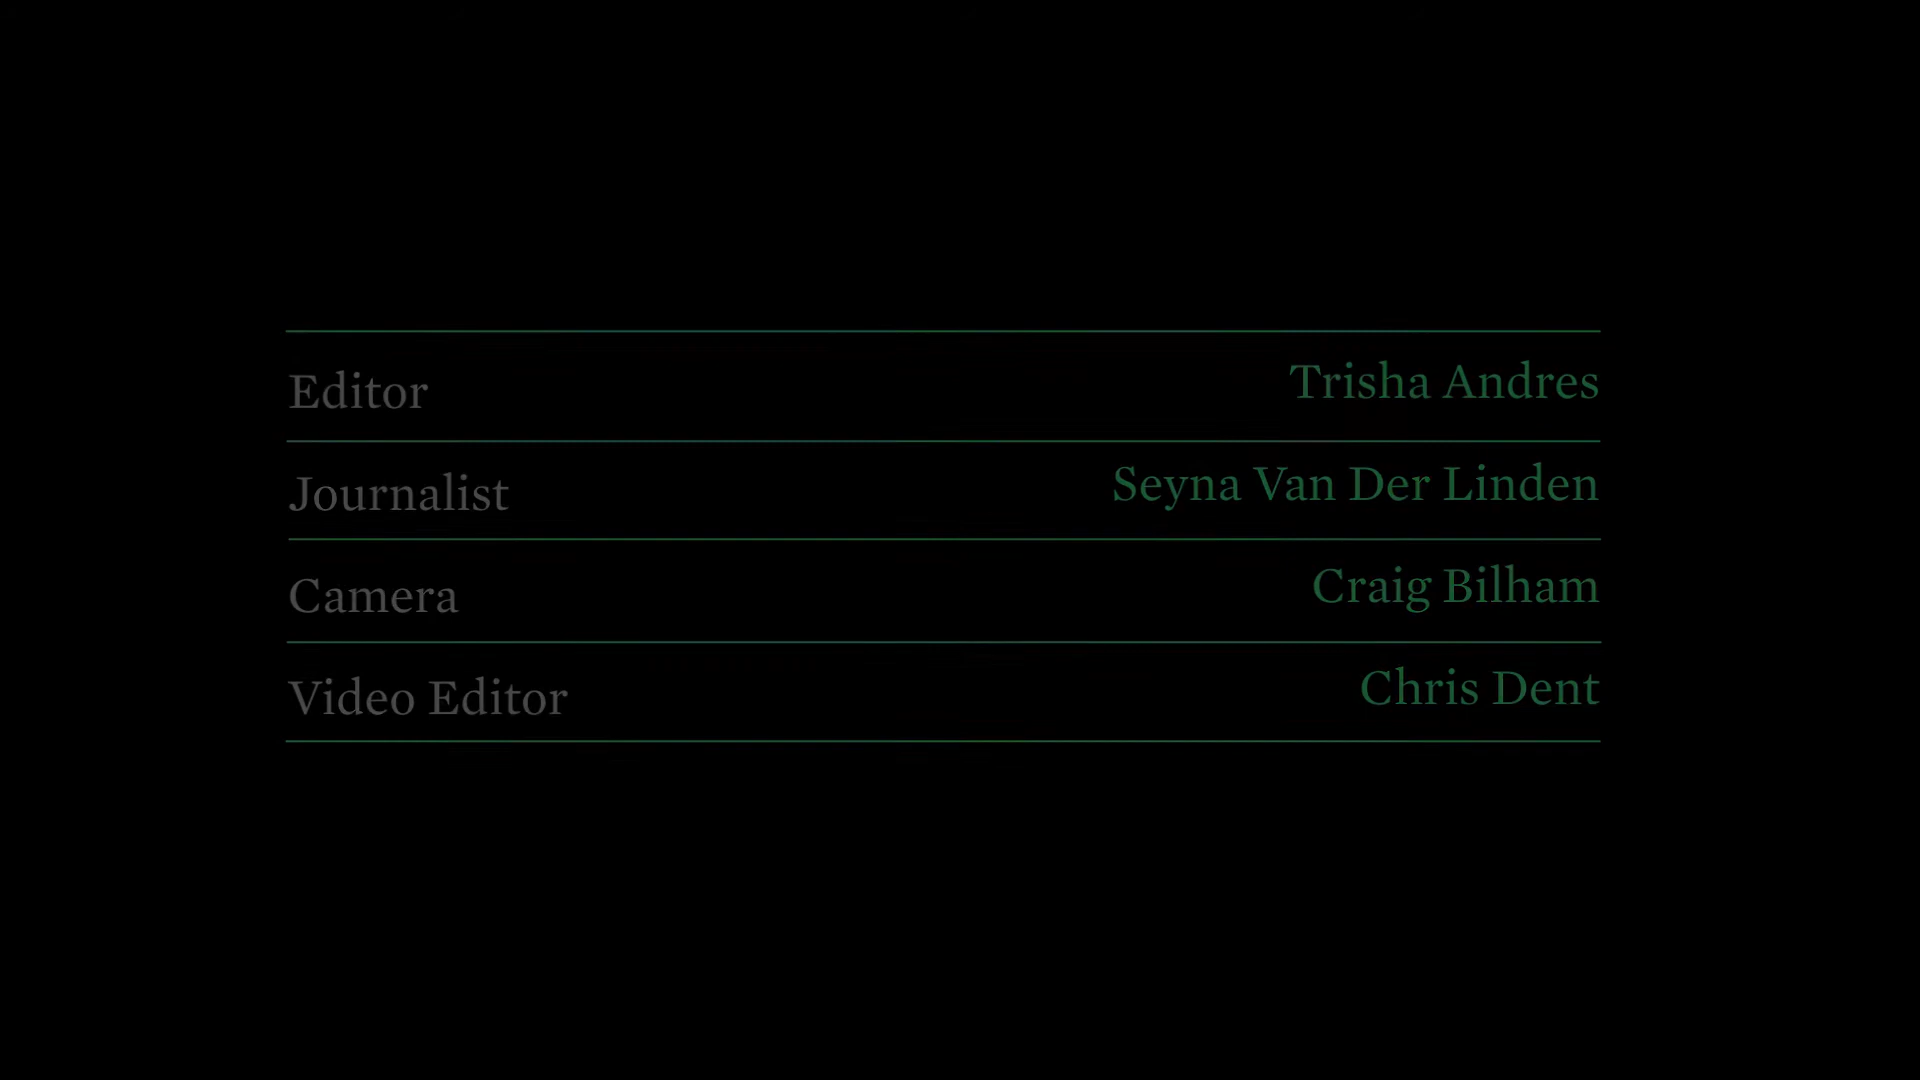 Editor Trisha Andres
Journalist Seyna Van Der Linden
Camera Craig Bilham
Video Editor Chris Dent